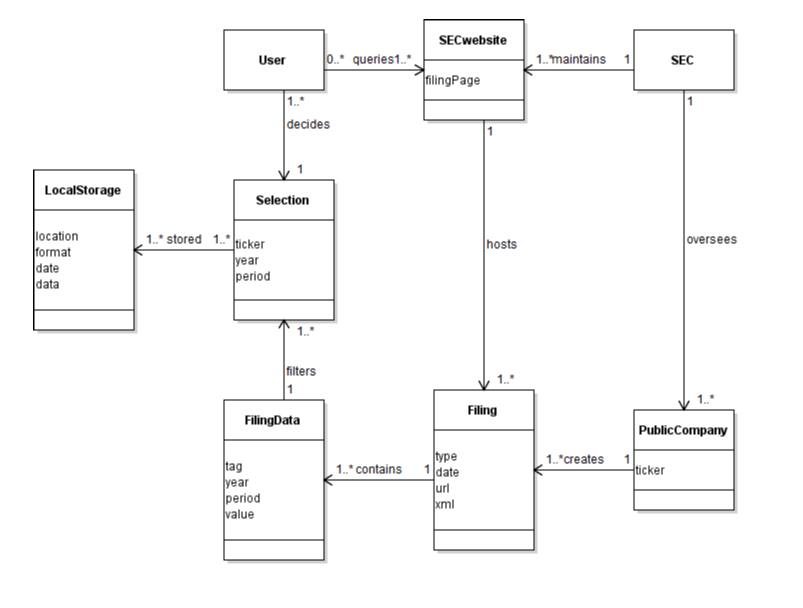 User
0..* queries1..*
SECwebsite
filingPage
1..*maintains 1
SEC
1..*
decides
1
1
1
LocalStorage
location
format
date
data
1..* stored 1..*
Selection
ticker
year
period
hosts
oversees
1..*
filters
1
1..*
1..*
FilingData
tag
year
period
value
1..* contains 1
Filing
type
date
url
xml
1..*creates 1
PublicCompany
ticker